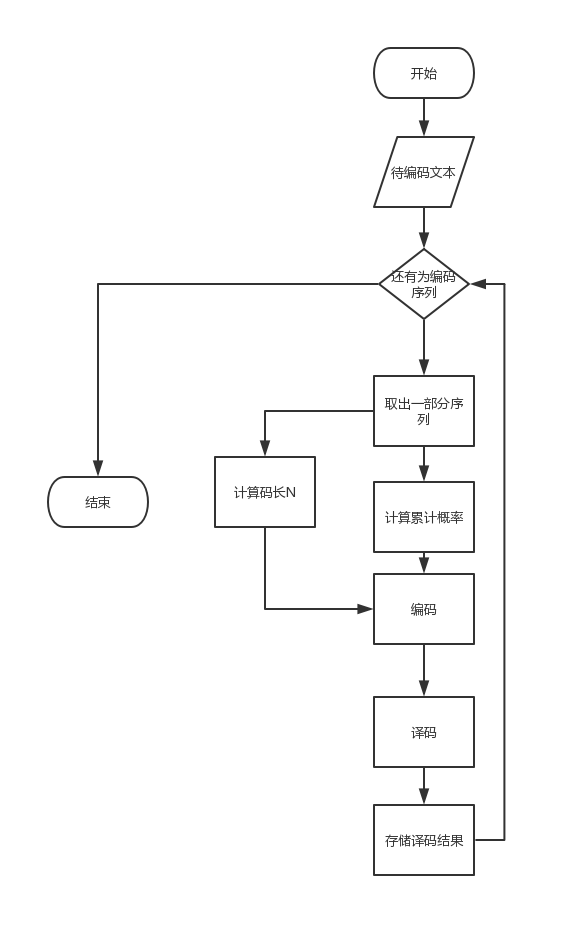 开始
待编码文本
还有为编码
序列
取出一部分序
列
计算码长N
结束
计算累计概率
编码
译码
存储译码结果